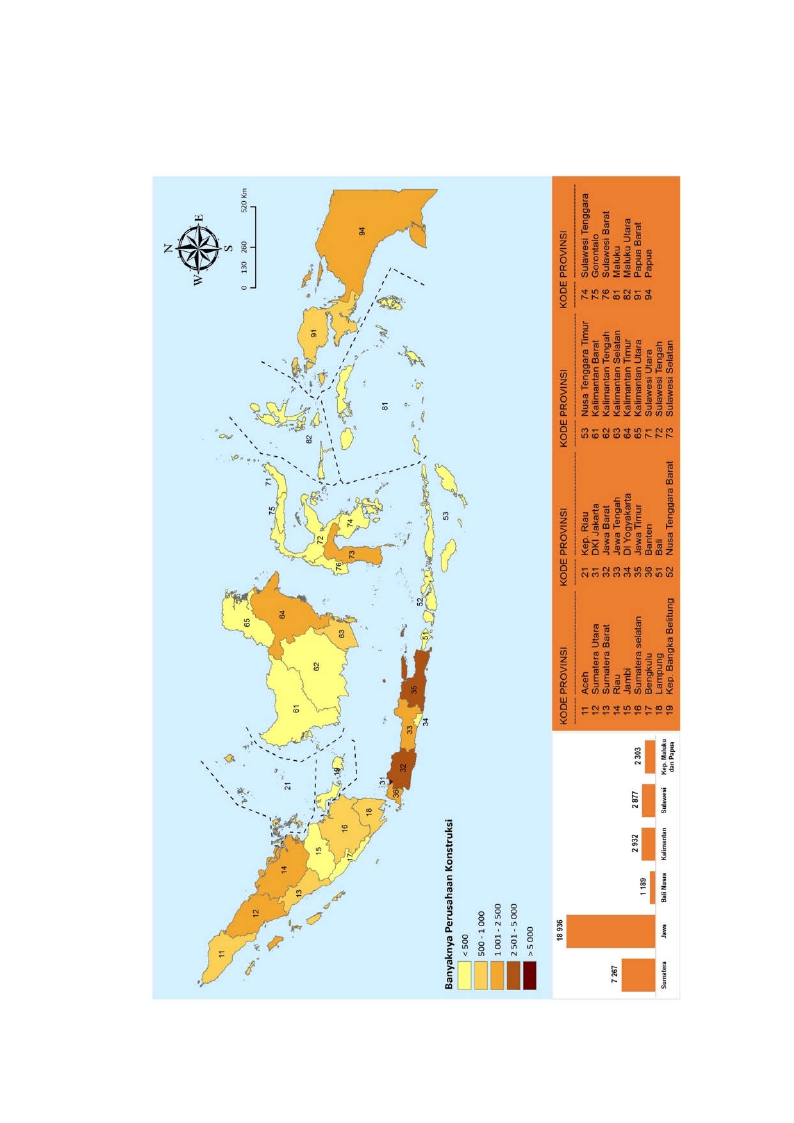 N
W
E
S
0 130 260 520 Km
11
12
13
14
15
16
17
18
19
21
31
32
33
34
35
36
51
52
53
61
62
63
64
65
71
72
73
74
75
76
81
82
91
94
Banyaknya Perusahaan Konstruksi
< 500
500 - 1 000
1 001 - 2 500
2 501 - 5 000
> 5 000
7 267
18 936
1 189
2 932
2 877
2 303
Sumatera
Jawa
Bali Nusra
Kalimantan
Sulawesi
Kep. Maluku
dan Papua
KODE PROVINSI
11 Aceh
12 Sumatera Utara
13 Sumatera Barat
14 Riau
15 Jambi
16 Sumatera selatan
17 Bengkulu
18 Lampung
19 Kep. Bangka Belitung
KODE PROVINSI
21 Kep. Riau
31 DKI Jakarta
32 Jawa Barat
33 Jawa Tengah
34 DI Yogyakarta
35 Jawa Timur
36 Banten
51 Bali
52 Nusa Tenggara Barat
KODE PROVINSI
53 Nusa Tenggara Timur
61 Kalimantan Barat
62 Kalimantan Tengah
63 Kalimantan Selatan
64 Kalimantan Timur
65 Kalimantan Utara
71 Sulawesi Utara
72 Sulawesi Tengah
73 Sulawesi Selatan
KODE PROVINSI
74 Sulawesi Tenggara
75 Gorontalo
76 Sulawesi Barat
81 Maluku
82 Maluku Utara
91 Papua Barat
94 Papua